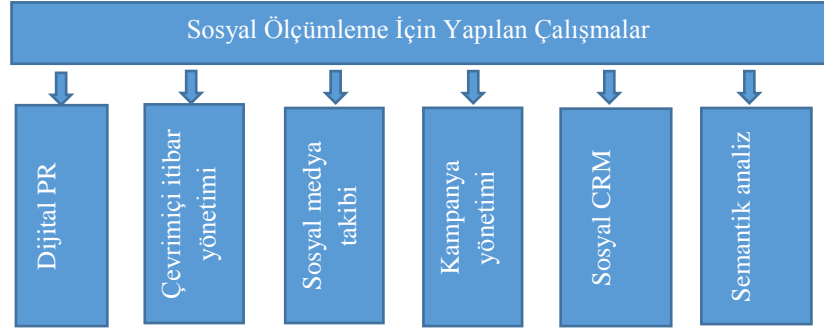 Sosyal Ölçümleme İçin Yapılan Çalışmalar
Dijital PR
Çevrimiçi itibar
yönetimi
Sosyal medya
takibi
Kampanya
yönetimi
Sosyal CRM
Semantik analiz